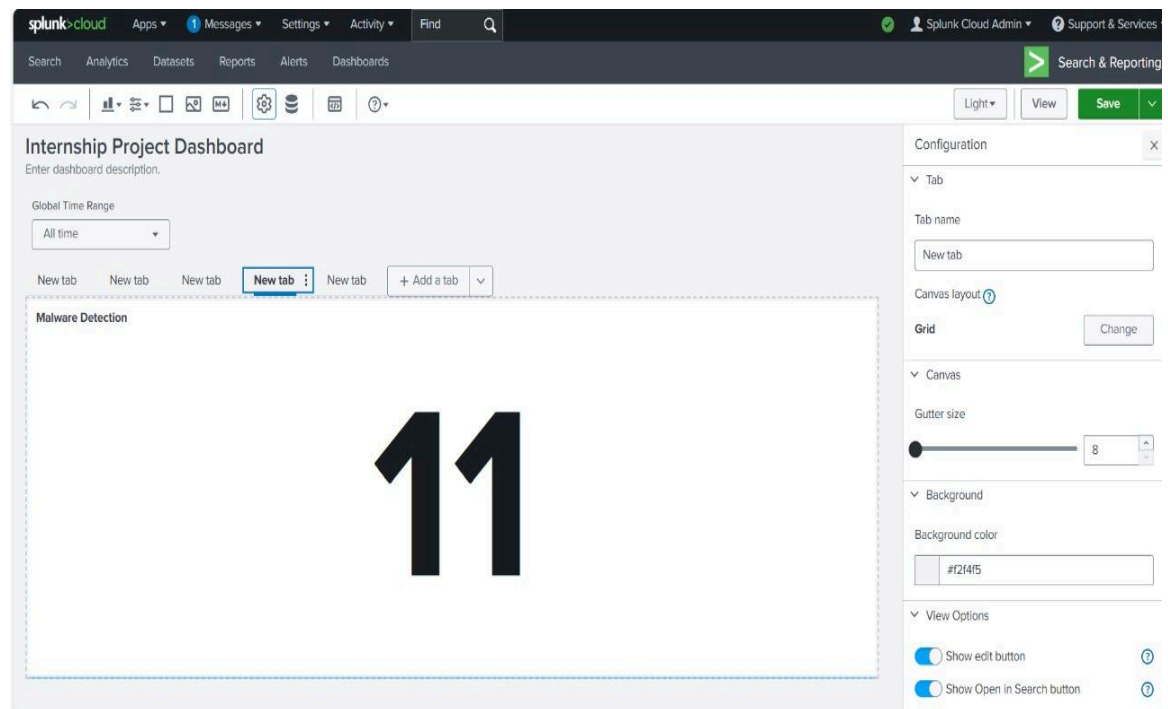 splunk>cloud Apps 1 Messages Settings Activity Find Splunk Cloud Admin ? Support & Services
Search Analytics Datasets Reports Alerts Dashboards > Search & Reporting
M+ ? Light View Save
Internship Project Dashboard
Enter dashboard description.
Global Time Range
All time
New tab New tab New tab New tab New tab + Add a tab
Malware Detection
11
Configuration
Tab
Tab name
New tab
Canvas layout ?
Grid Change
Canvas
Gutter size
8
Background
Background color
#f2f4f5
View Options
Show edit button ?
Show Open in Search button ?